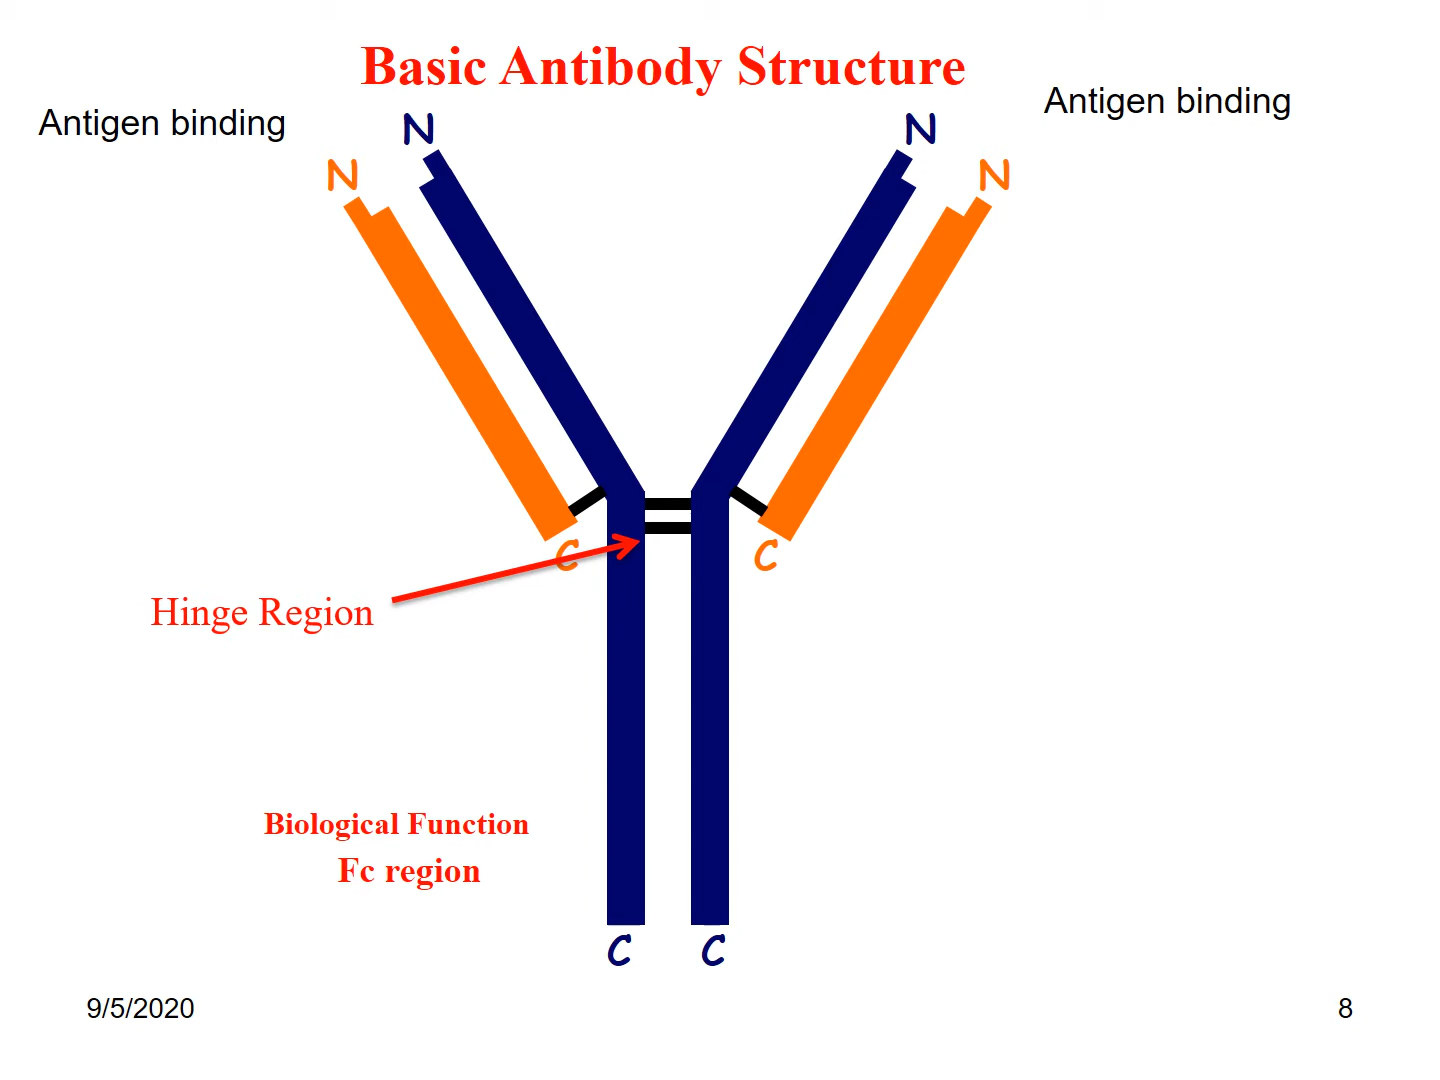 Basic Antibody Structure
Antigen binding
Antigen binding
N
N
N
N
C
C
Hinge Region
Biological Function
Fc region
C
C
9/5/2020
8